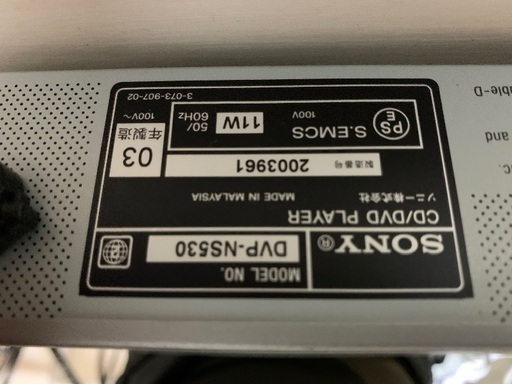 SONY®
MODEL NO.
DVP-NS530
CD/DVD PLAYER
ソニー株式会社 MADE IN MALAYSIA
製造番号 2003961
PS E S.EMCS 100V 11W 50/60Hz
03 年製造
3-073-907-02 100V~
able-D
and
c.